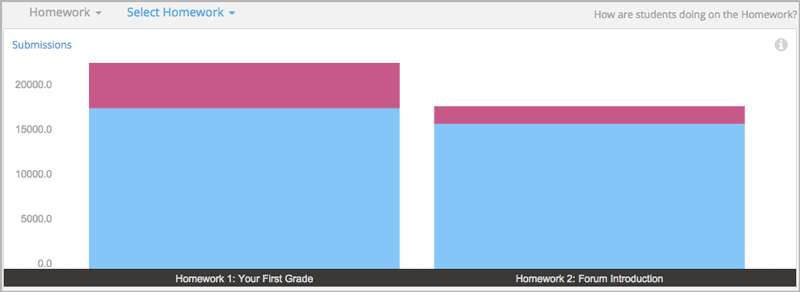 Homework Select Homework How are students doing on the Homework?
Submissions
20000.0
15000.0
10000.0
5000.0
0.0
Homework 1: Your First Grade Homework 2: Forum Introduction